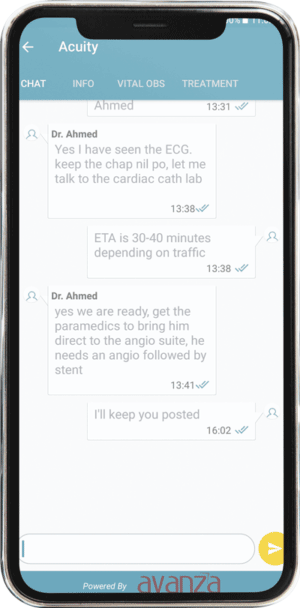 Acuity
CHAT INFO VITAL OBS TREATMENT
Ahmed
13:31
Dr. Ahmed
Yes I have seen the ECG.
keep the chap nil po, let me
talk to the cardiac cath lab
13:38
ETA is 30-40 minutes
depending on traffic
13:38
Dr. Ahmed
yes we are ready, get the
paramedics to bring him
direct to the angio suite, he
needs an angio followed by
stent
13:41
I'll keep you posted
16:02
Powered By avanza